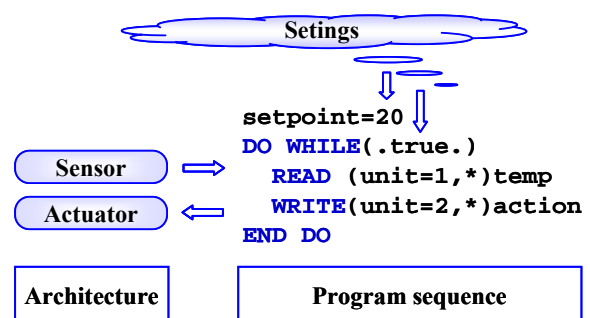 Setings
setpoint=20
DO WHILE(.true.)
Sensor
READ (unit=1,*)temp
Actuator
WRITE(unit=2,*)action
END DO
Architecture
Program sequence